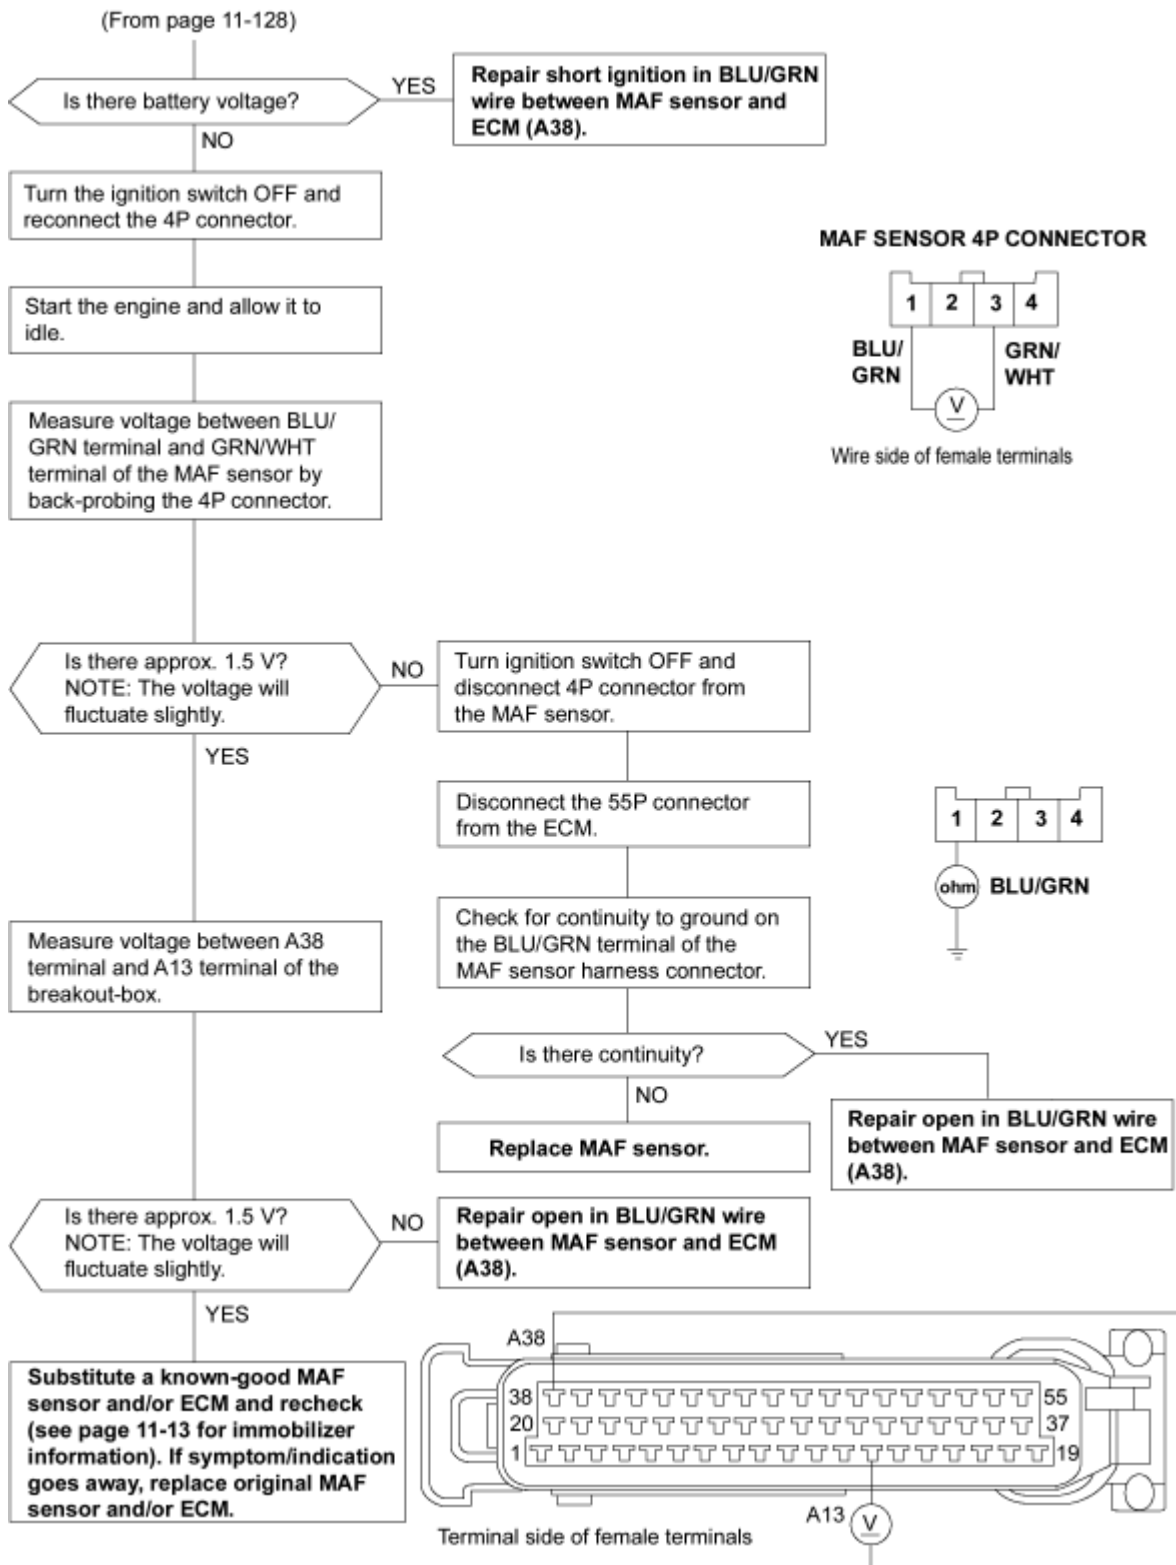 (From page 11-128)
Is there battery voltage?
YES
Repair short ignition in BLU/GRN
wire between MAF sensor and
ECM (A38).
NO
Turn the ignition switch OFF and
reconnect the 4P connector.
MAF SENSOR 4P CONNECTOR
1 2 3 4
BLU/
GRN
GRN/
WHT
V
Wire side of female terminals
Start the engine and allow it to
idle.
Measure voltage between BLU/
GRN terminal and GRN/WHT
terminal of the MAF sensor by
back-probing the 4P connector.
Is there approx. 1.5 V?
NOTE: The voltage will
fluctuate slightly.
NO
Turn ignition switch OFF and
disconnect 4P connector from
the MAF sensor.
YES
Disconnect the 55P connector
from the ECM.
1 2 3 4
ohm BLU/GRN
Check for continuity to ground on
the BLU/GRN terminal of the
MAF sensor harness connector.
Measure voltage between A38
terminal and A13 terminal of the
breakout-box.
Is there continuity?
YES
NO
Repair open in BLU/GRN wire
between MAF sensor and ECM
(A38).
Replace MAF sensor.
Is there approx. 1.5 V?
NOTE: The voltage will
fluctuate slightly.
NO
Repair open in BLU/GRN wire
between MAF sensor and ECM
(A38).
YES
Substitute a known-good MAF
sensor and/or ECM and recheck
(see page 11-13 for immobilizer
information). If symptom/indication
goes away, replace original MAF
sensor and/or ECM.
A38
38 55
20 37
1 19
A13
V
Terminal side of female terminals